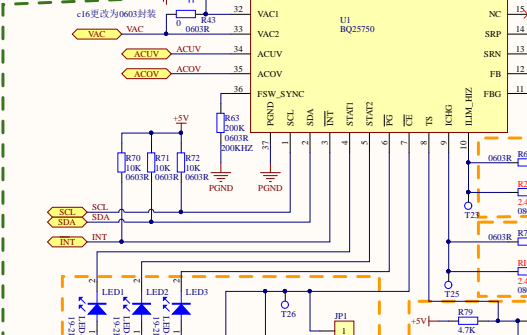 c16更改为0603封装
R43
0
0603R
VAC
VAC
ACUV
ACUV
ACOV
ACOV
32
33
34
35
36
VAC1
VAC2
ACUV
ACOV
FSW_SYNC
U1
BQ25750
NC
SRP
SRN
FB
FBG
15
14
13
12
11
PGND
SCL
SDA
INT
STAT1
STAT2
PG
CE
TS
ICHG
ILIM_HIZ
37
1
2
3
4
5
6
7
8
9
10
R63
200K
0603R
200KHZ
+5V
R70
10K
0603R
R71
10K
0603R
R72
10K
0603R
PGND
PGND
SCL
SCL
SDA
SDA
INT
INT
0603R
T23
0603R
T25
LED1
LED2
LED3
2
2
2
T26
JP1
1
+5V
R79
4.7K